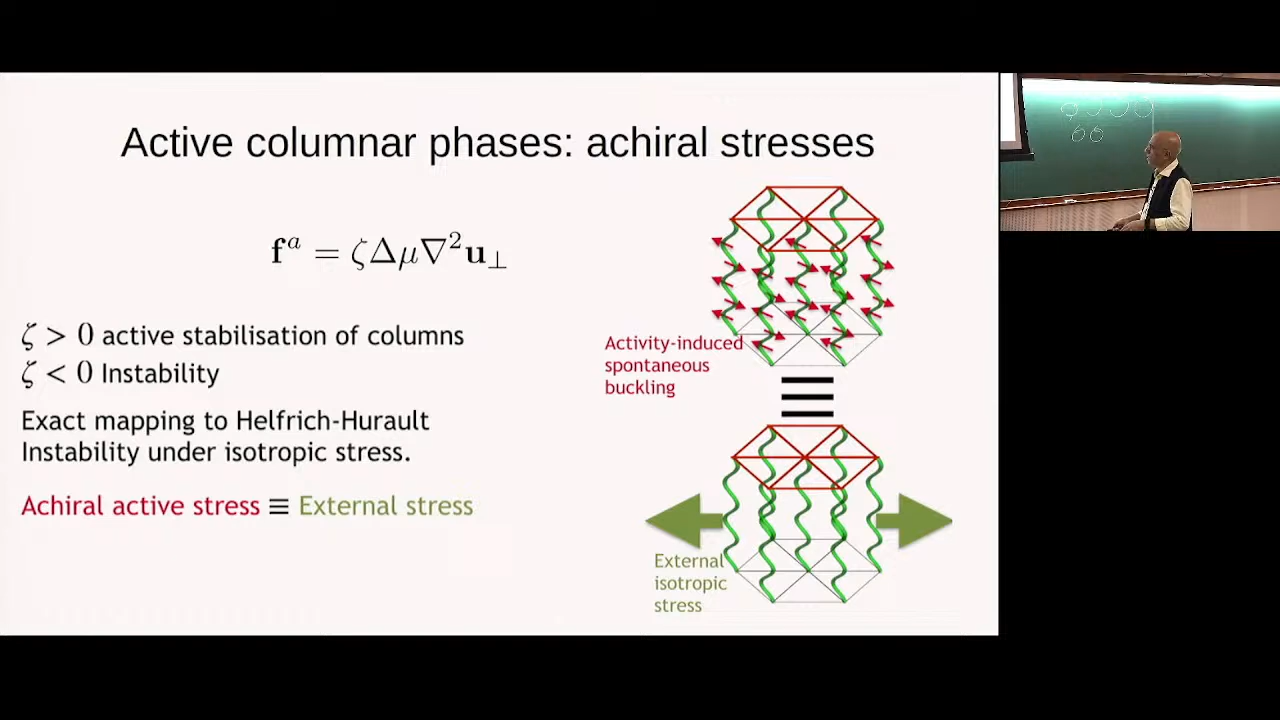 Active columnar phases: achiral stresses
𝐟ᵃ = ζΔμ∇²𝐮⊥
ζ > 0 active stabilisation of columns
ζ < 0 Instability
Exact mapping to Helfrich-Hurault
Instability under isotropic stress.
Achiral active stress ≡ External stress
Activity-induced
spontaneous
buckling
External
isotropic
stress